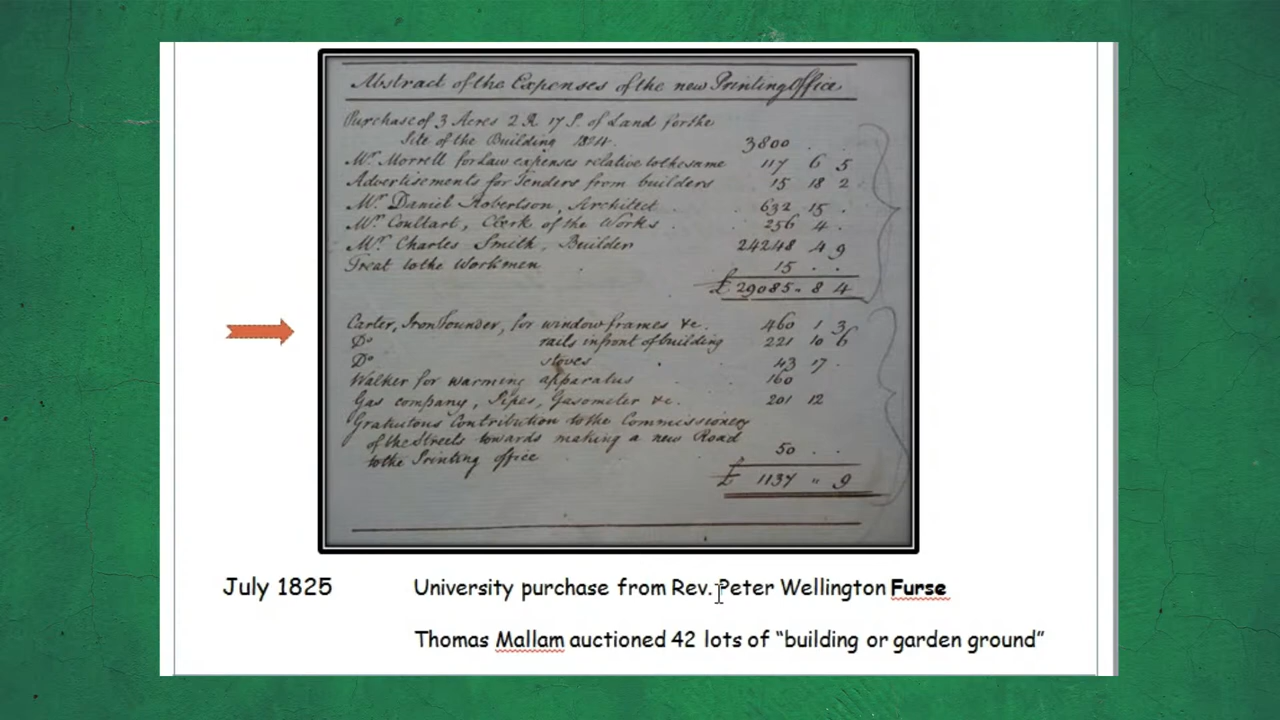 Abstract of the Expenses of the new Printing Office
Purchase of 3 Acres 2 R 17 P. of Land for the
Site of the Building 1824. 3800 . .
Mr. Morrell for Law expenses relative to the same 117 6 5
Advertisements for Tenders from builders 15 18 2
Mr. Daniel Robertson, Architect 632 15 .
Mr. Coultart, Clerk of the Works . 256 4 .
Mr. Charles Smith, Builder 24248 4 9
Treat to the Workmen . 15 . .
£ 29085 " 8 4
Carter, Iron Founder, for window frames &c. 460 1 3
Do rails in front of building 221 10 6
Do stoves . 43 17 .
Walker for warming apparatus . . 160
Gas company, Pipes, Gasometer &c. . 201 12
Gratuitous Contribution to the Commissioners
of the Streets towards making a new Road
to the Printing office . . 50 . .
£ 1137 " 9
July 1825 University purchase from Rev. Peter Wellington Furse
Thomas Mallam auctioned 42 lots of “building or garden ground”